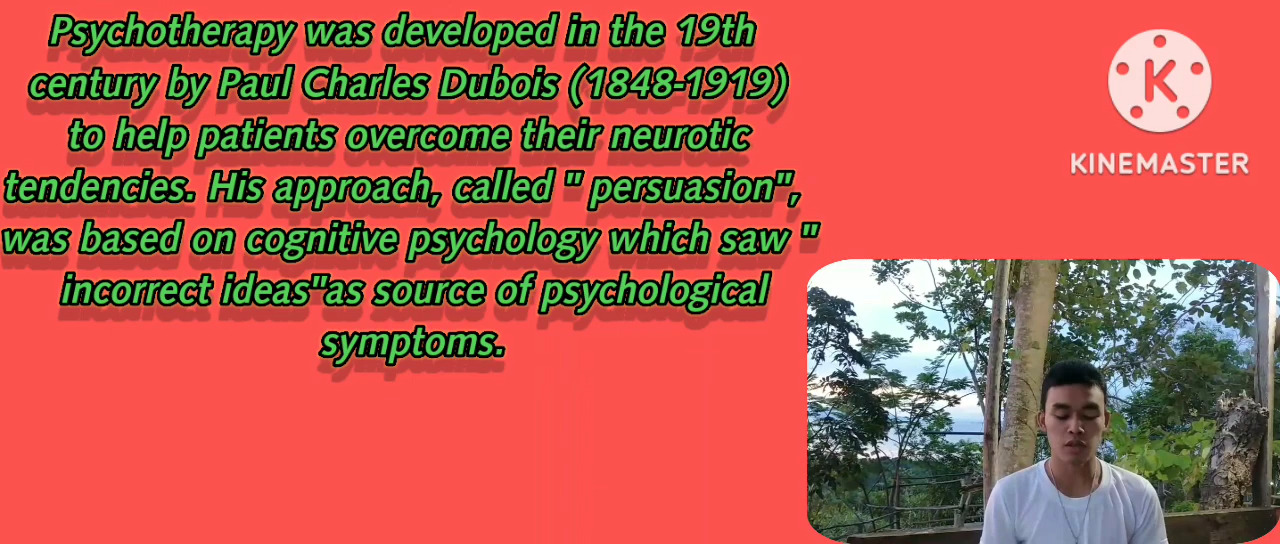 Psychotherapy was developed in the 19th
century by Paul Charles Dubois (1848-1919)
to help patients overcome their neurotic
tendencies. His approach, called " persuasion",
was based on cognitive psychology which saw "
incorrect ideas"as source of psychological
symptoms.
K
KINEMASTER